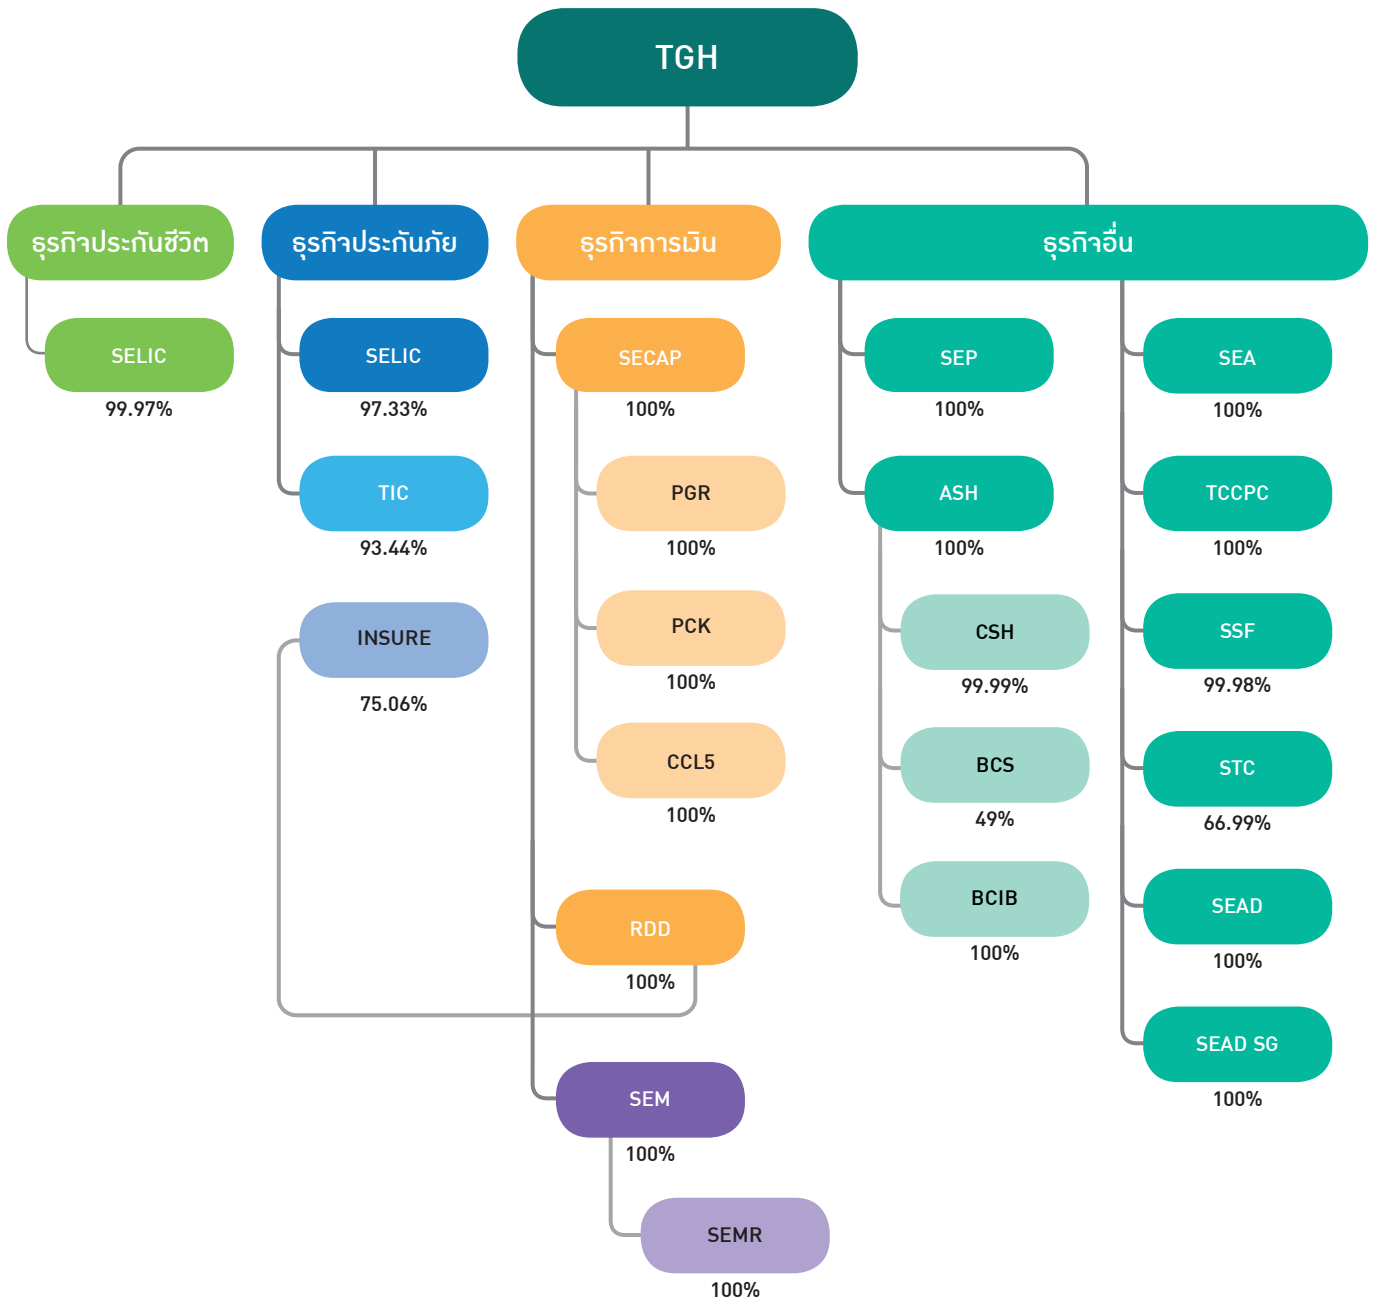 TGH
ธุรกิจประกันชีวิต
SELIC
99.97%
ธุรกิจประกันภัย
SELIC
97.33%
TIC
93.44%
INSURE
75.06%
ธุรกิจการเงิน
SECAP
100%
PGR
100%
PCK
100%
CCL5
100%
RDD
100%
SEM
100%
SEMR
100%
ธุรกิจอื่น
SEP
100%
ASH
100%
CSH
99.99%
BCS
49%
BCIB
100%
SEA
100%
TCCPC
100%
SSF
99.98%
STC
66.99%
SEAD
100%
SEAD SG
100%